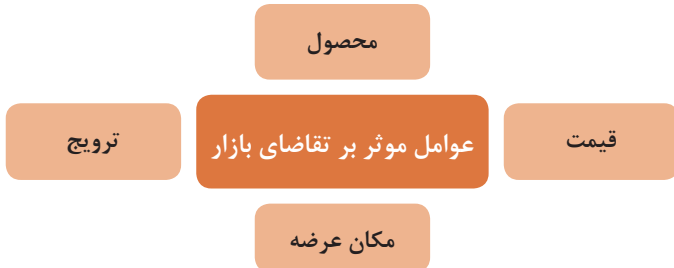 محصول
قیمت
عوامل موثر بر تقاضای بازار
ترویج
مکان عرضه